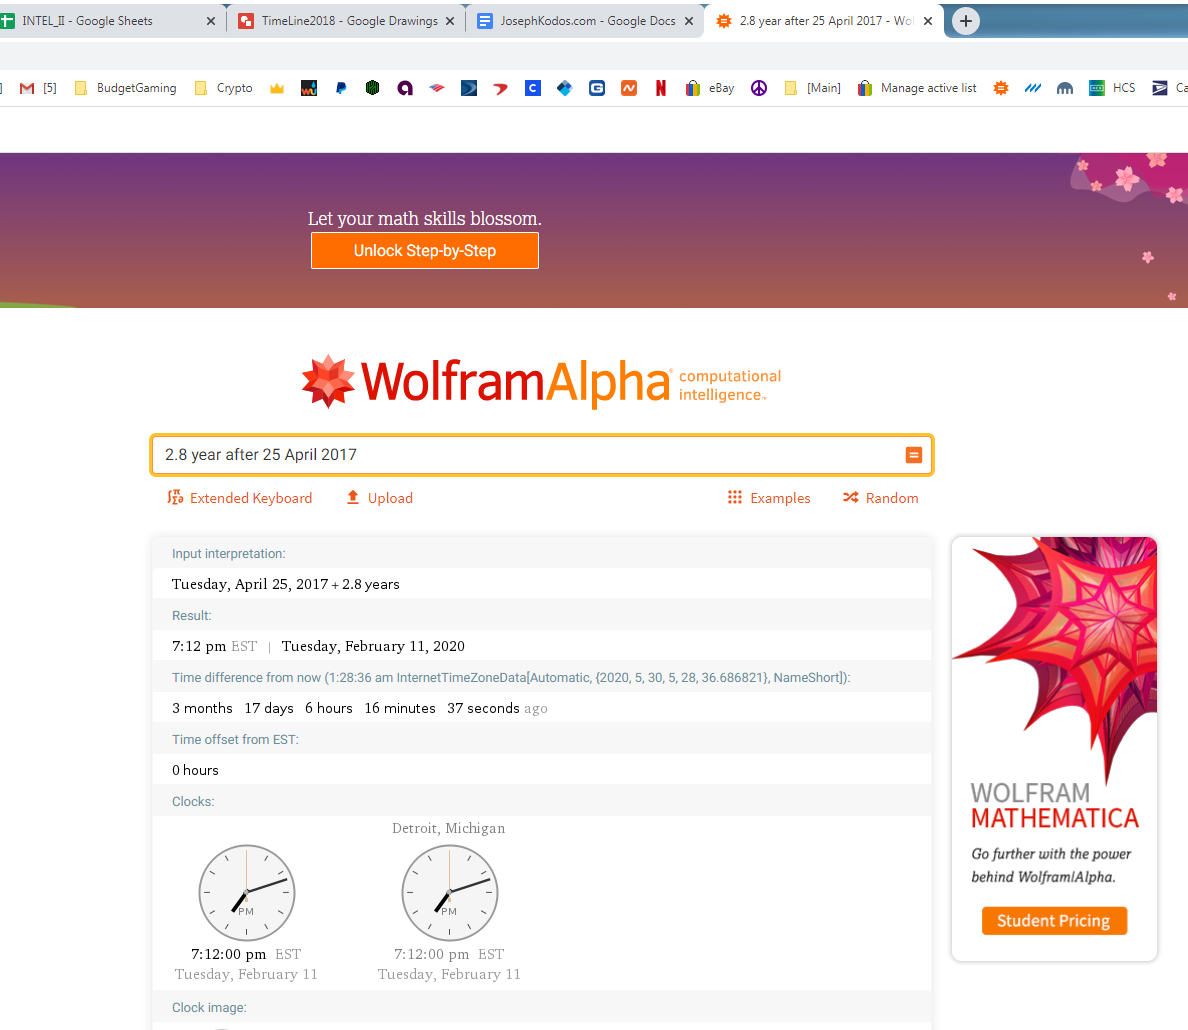 INTEL_II - Google Sheets
TimeLine2018 - Google Drawings
JosephKodos.com - Google Docs
2.8 year after 25 April 2017 - Wol
[5]
BudgetGaming
Crypto
eBay
[Main]
Manage active list
HCS
Ca
Let your math skills blossom.
Unlock Step-by-Step
WolframAlpha computational intelligence.
2.8 year after 25 April 2017
Extended Keyboard
Upload
Examples
Random
Input interpretation:
Tuesday, April 25, 2017 + 2.8 years
Result:
7:12 pm EST | Tuesday, February 11, 2020
Time difference from now (1:28:36 am InternetTimeZoneData[Automatic, {2020, 5, 30, 5, 28, 36.686821}, NameShort]):
3 months 17 days 6 hours 16 minutes 37 seconds ago
Time offset from EST:
0 hours
Clocks:
Detroit, Michigan
PM
PM
7:12:00 pm EST
7:12:00 pm EST
Tuesday, February 11
Tuesday, February 11
Clock image:
WOLFRAM
MATHEMATICA
Go further with the power
behind Wolfram|Alpha.
Student Pricing